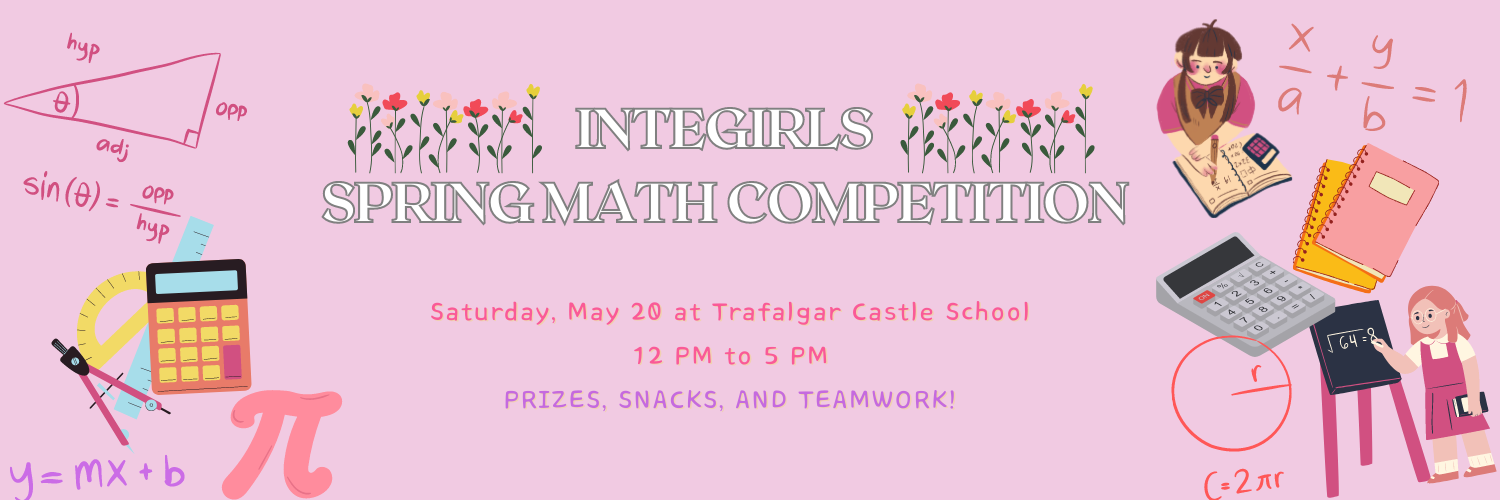 hyp
θ
opp
adj
sin(θ) = opp/hyp
y = mx + b
π
INTEGIRLS
SPRING MATH COMPETITION
Saturday, May 20 at Trafalgar Castle School
12 PM to 5 PM
PRIZES, SNACKS, AND TEAMWORK!
x/a + y/b = 1
√64 = 8
r
C = 2πr